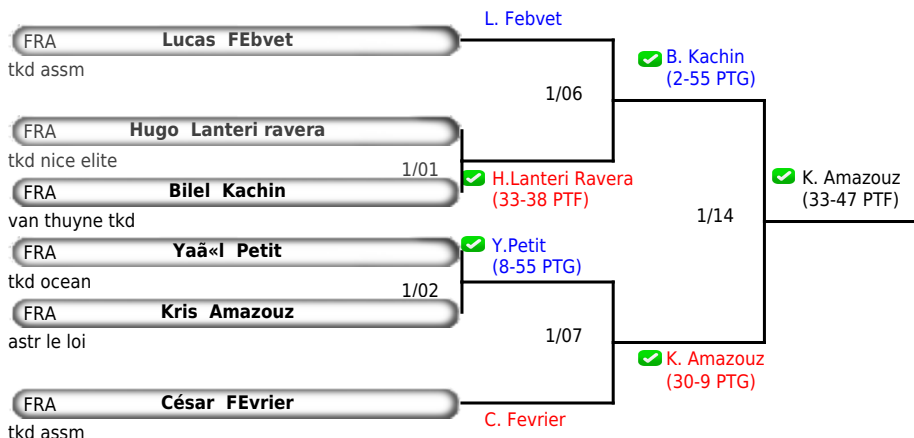 L. Febvet
FRA Lucas FEbvet
tkd assm
B. Kachin
(2-55 PTG)
1/06
FRA Hugo Lanteri ravera
tkd nice elite
1/01
H.Lanteri Ravera
(33-38 PTF)
FRA Bilel Kachin
van thuyne tkd
K. Amazouz
(33-47 PTF)
1/14
FRA Yaã«l Petit
tkd ocean
Y.Petit
(8-55 PTG)
1/02
FRA Kris Amazouz
astr le loi
1/07
K. Amazouz
(30-9 PTG)
FRA César FEvrier
tkd assm
C. Fevrier